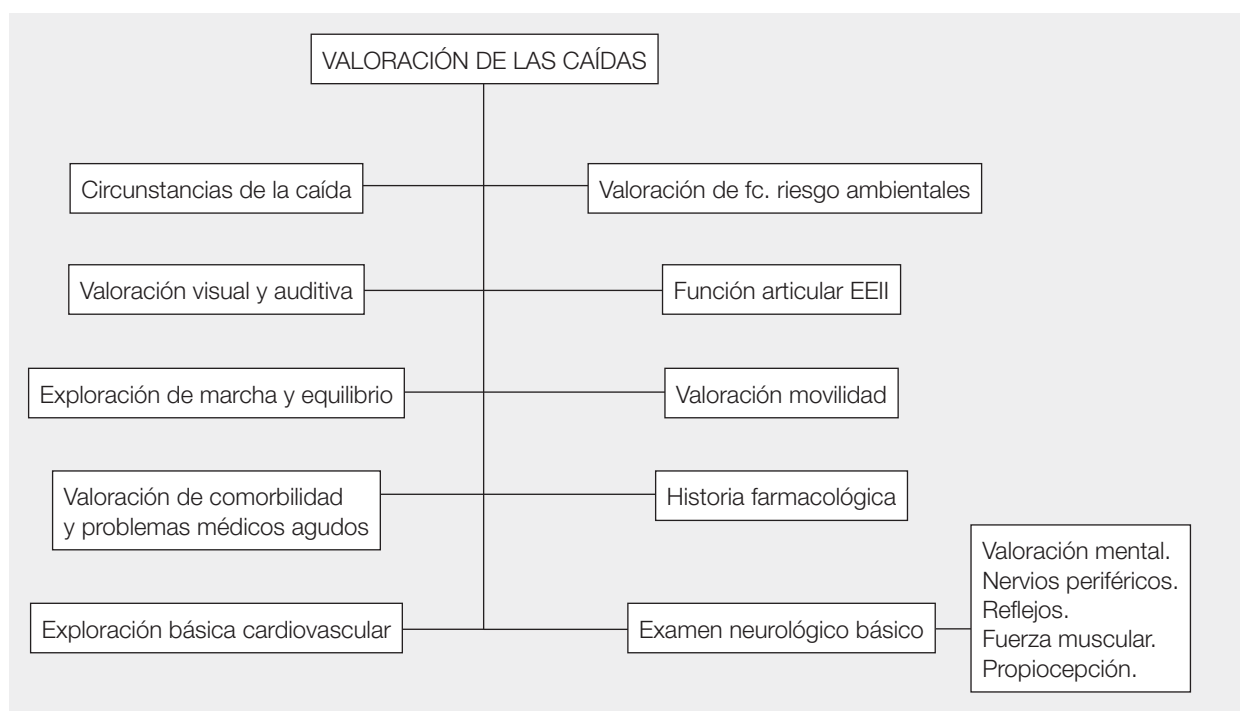 VALORACIÓN DE LAS CAÍDAS
Circunstancias de la caída
Valoración de fc. riesgo ambientales
Valoración visual y auditiva
Función articular EEII
Exploración de marcha y equilibrio
Valoración movilidad
Valoración de comorbilidad
y problemas médicos agudos
Historia farmacológica
Exploración básica cardiovascular
Examen neurológico básico
Valoración mental.
Nervios periféricos.
Reflejos.
Fuerza muscular.
Propiocepción.